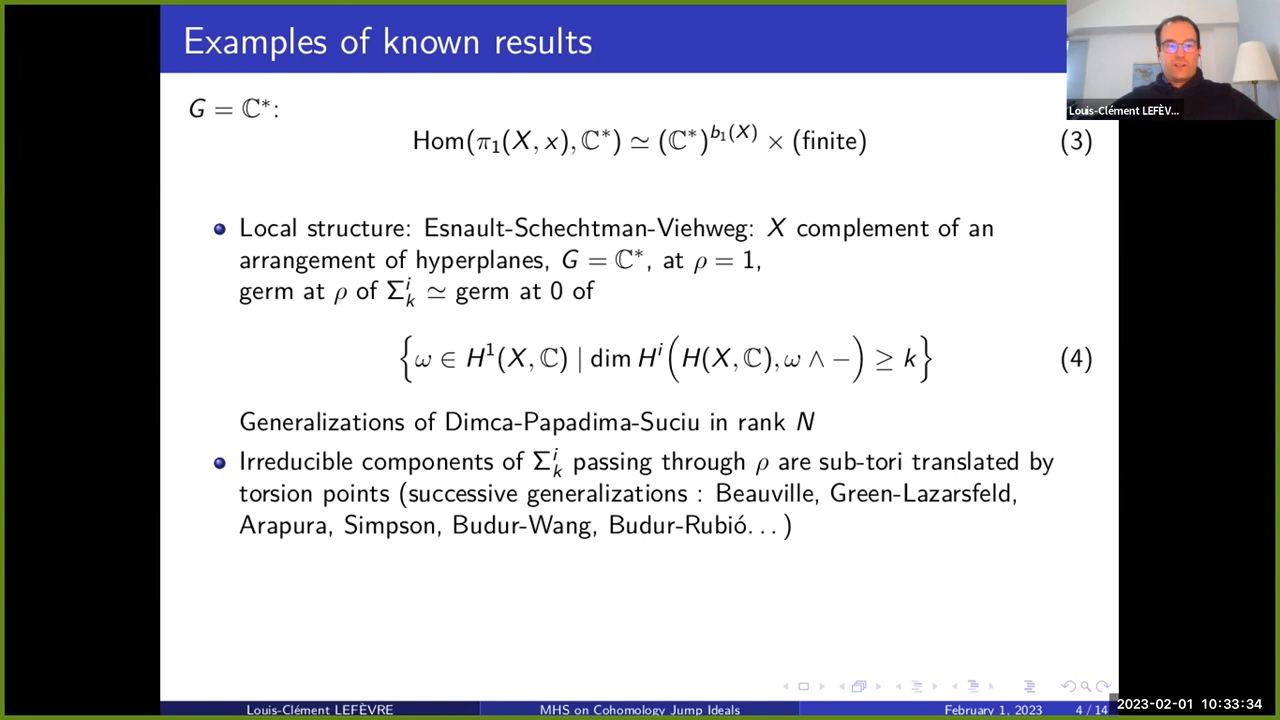 Examples of known results
Louis-Clément LEFÈV...
G = ℂ*:
Hom(π₁(X, x), ℂ*) ≃ (ℂ*)^{b₁(X)} × (finite) (3)
Local structure: Esnault-Schechtman-Viehweg: X complement of an
arrangement of hyperplanes, G = ℂ*, at ρ = 1,
germ at ρ of Σ^i_k ≃ germ at 0 of
{ω ∈ H¹(X, ℂ) | dim H^i(H(X, ℂ), ω ∧ −) ≥ k} (4)
Generalizations of Dimca-Papadima-Suciu in rank N
Irreducible components of Σ^i_k passing through ρ are sub-tori translated by
torsion points (successive generalizations : Beauville, Green-Lazarsfeld,
Arapura, Simpson, Budur-Wang, Budur-Rubió. . . )
Louis-Clément LEFÈVRE MHS on Cohomology Jump Ideals February 1, 2023 4 / 14
2023-02-01 10:33:34